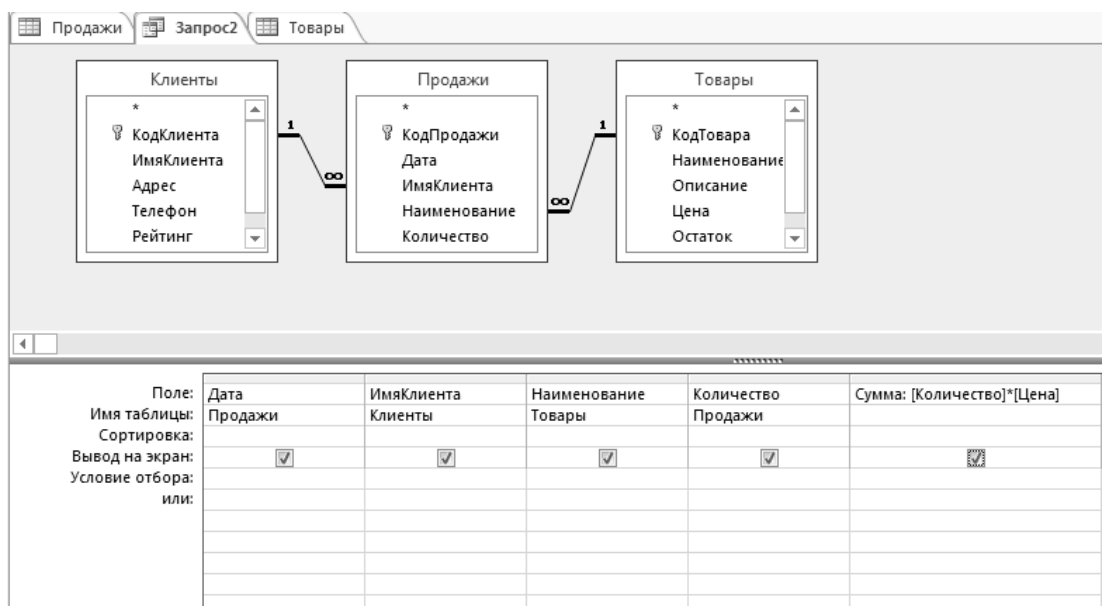 Продажи Запрос2 Товары
Клиенты
*
КодКлиента
ИмяКлиента
Адрес
Телефон
Рейтинг
1
∞
Продажи
*
КодПродажи
Дата
ИмяКлиента
Наименование
Количество
1
∞
Товары
*
КодТовара
Наименование
Описание
Цена
Остаток
Поле: Дата ИмяКлиента Наименование Количество Сумма: [Количество]*[Цена]
Имя таблицы: Продажи Клиенты Товары Продажи
Сортировка:
Вывод на экран:
Условие отбора:
или: